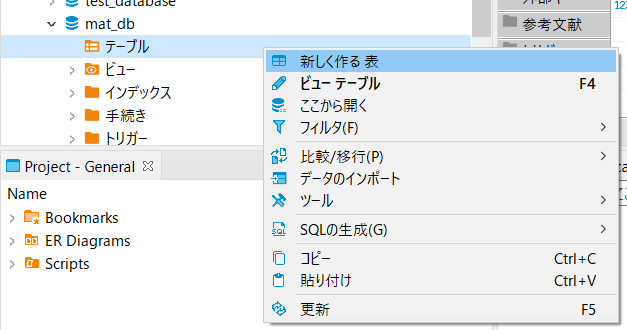 test_database
mat_db
テーブル
ビュー
インデックス
手続き
トリガー
Project - General
Name
Bookmarks
ER Diagrams
Scripts
新しく作る 表
ビュー テーブル F4
ここから開く
フィルタ(F)
比較/移行(P)
データのインポート
ツール
SQLの生成(G)
コピー Ctrl+C
貼り付け Ctrl+V
更新 F5
参考文献